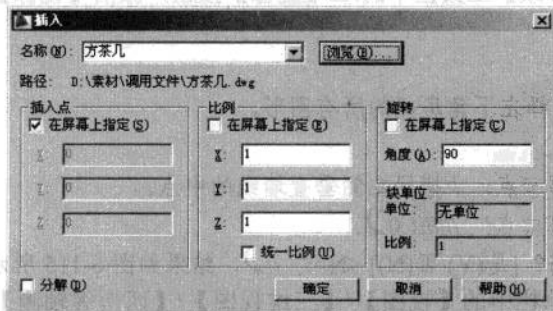 插入
名称(N): 方茶几 浏览(B)...
路径: D:\素材\调用文件\方茶几.dwg
插入点 比例 旋转
在屏幕上指定(S) 在屏幕上指定(E) 在屏幕上指定(C)
X: 0 X: 1 角度(A): 90
Y: 0 Y: 1 块单位
单位: 无单位
Z: 0 Z: 1 比例: 1
统一比例(U)
分解(D) 确定 取消 帮助(H)